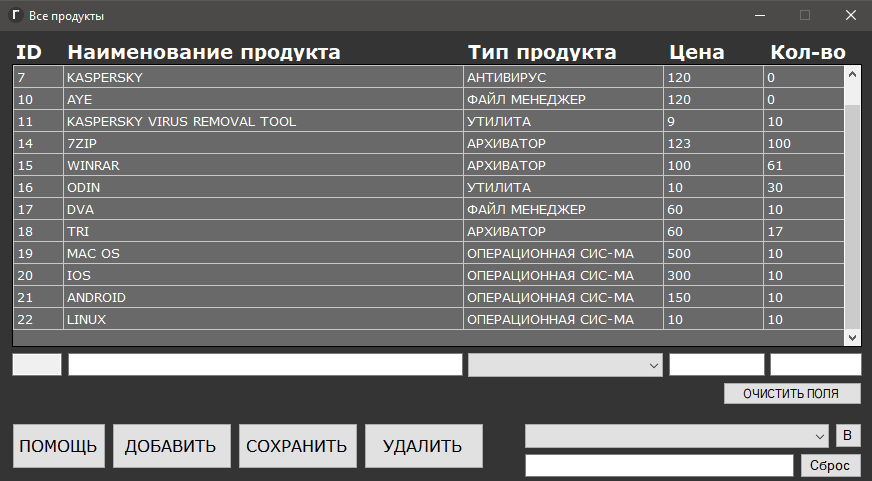 Г Все продукты
ID Наименование продукта Тип продукта Цена Кол-во
7 KASPERSKY АНТИВИРУС 120 0
10 AYE ФАЙЛ МЕНЕДЖЕР 120 0
11 KASPERSKY VIRUS REMOVAL TOOL УТИЛИТА 9 10
14 7ZIP АРХИВАТОР 123 100
15 WINRAR АРХИВАТОР 100 61
16 ODIN УТИЛИТА 10 30
17 DVA ФАЙЛ МЕНЕДЖЕР 60 10
18 TRI АРХИВАТОР 60 17
19 MAC OS ОПЕРАЦИОННАЯ СИС-МА 500 10
20 IOS ОПЕРАЦИОННАЯ СИС-МА 300 10
21 ANDROID ОПЕРАЦИОННАЯ СИС-МА 150 10
22 LINUX ОПЕРАЦИОННАЯ СИС-МА 10 10
ОЧИСТИТЬ ПОЛЯ
ПОМОЩЬ ДОБАВИТЬ СОХРАНИТЬ УДАЛИТЬ В
Сброс